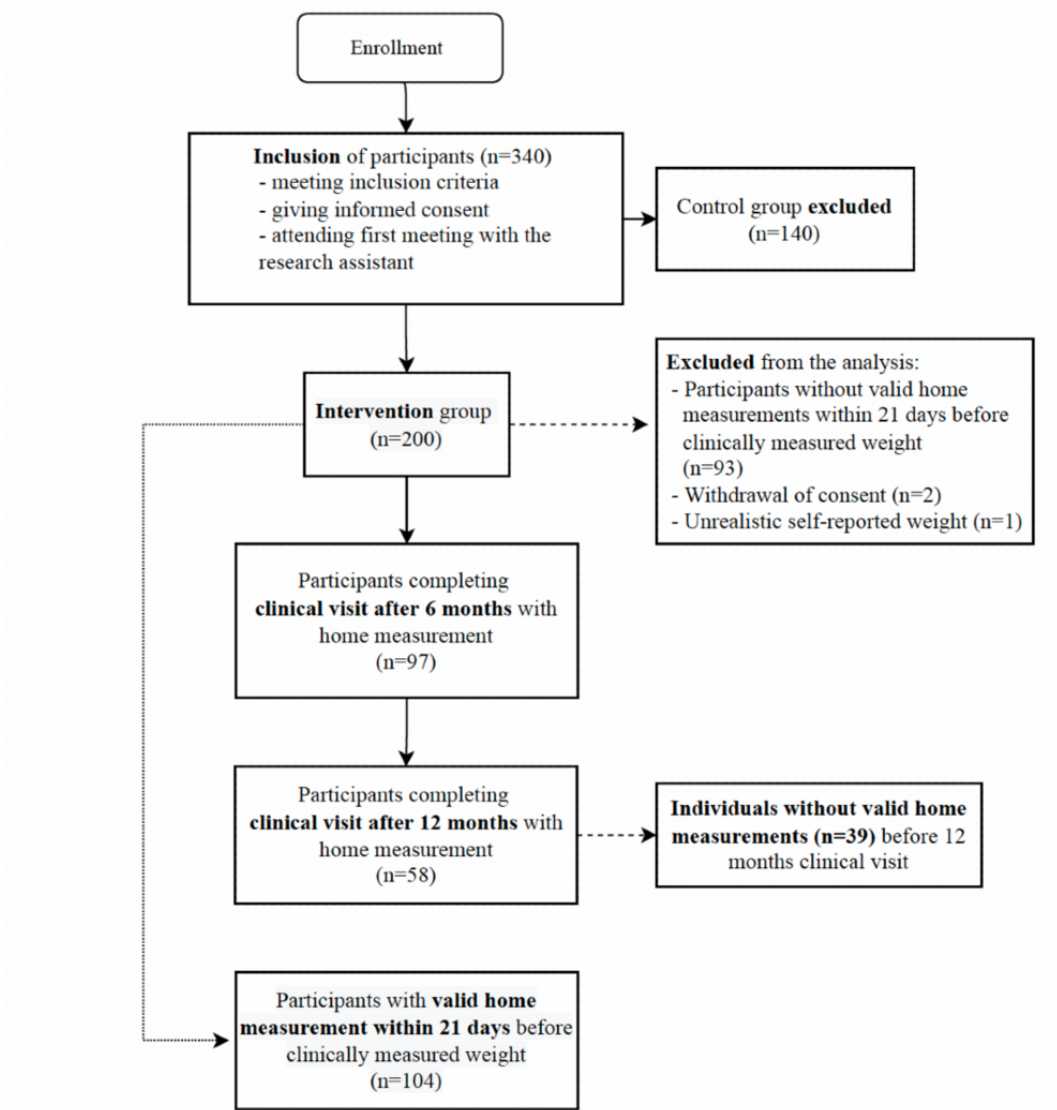 Enrollment
Inclusion of participants (n=340)
- meeting inclusion criteria
- giving informed consent
- attending first meeting with the
research assistant
Control group excluded
(n=140)
Intervention group
(n=200)
Excluded from the analysis:
- Participants without valid home
measurements within 21 days before
clinically measured weight
(n=93)
- Withdrawal of consent (n=2)
- Unrealistic self-reported weight (n=1)
Participants completing
clinical visit after 6 months with
home measurement
(n=97)
Participants completing
clinical visit after 12 months with
home measurement
(n=58)
Individuals without valid home
measurements (n=39) before 12
months clinical visit
Participants with valid home
measurement within 21 days before
clinically measured weight
(n=104)